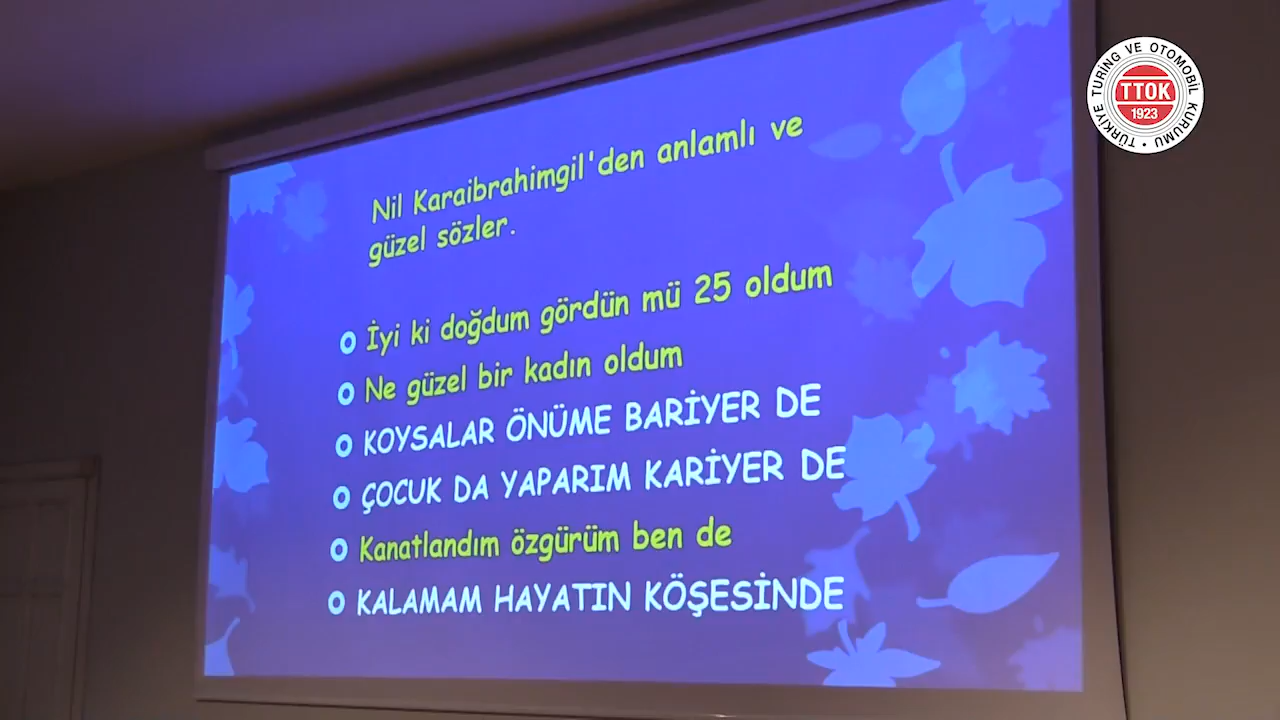 Nil Karaibrahimgil'den anlamlı ve
güzel sözler.
İyi ki doğdum gördün mü 25 oldum
Ne güzel bir kadın oldum
KOYSALAR ÖNÜME BARİYER DE
ÇOCUK DA YAPARIM KARİYER DE
Kanatlandım özgürüm ben de
KALAMAM HAYATIN KÖŞESİNDE
TÜRKİYE TURİNG VE OTOMOBİL KURUMU
TTOK
1923